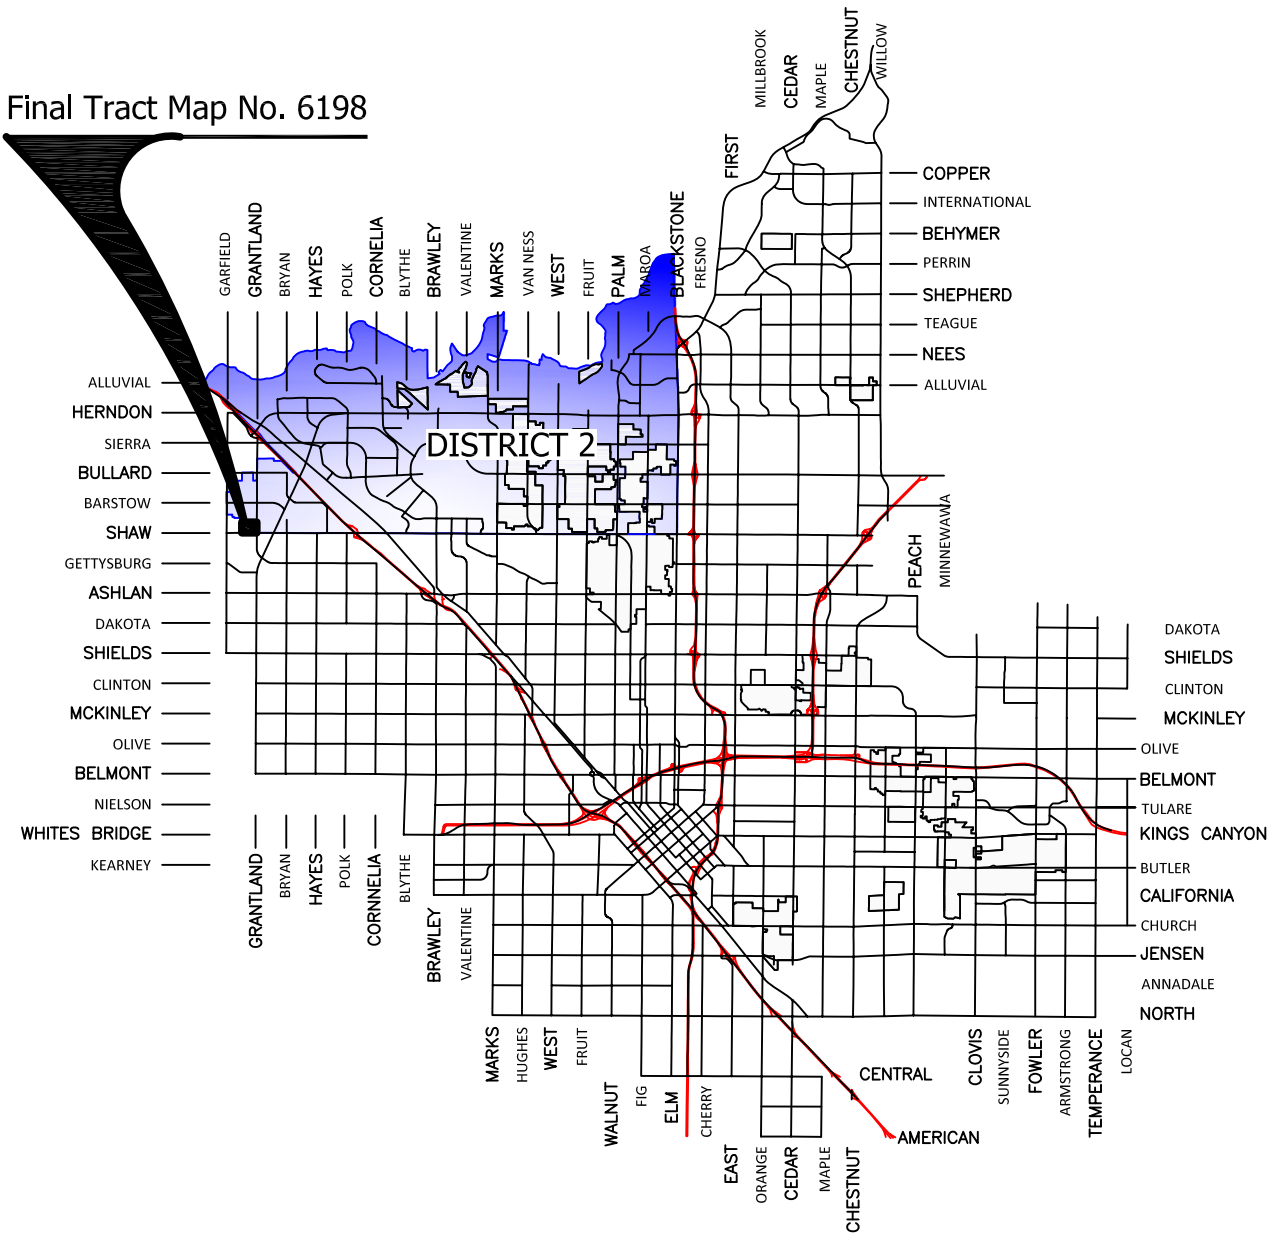 Final Tract Map No. 6198
MILLBROOK
CEDAR
MAPLE
CHESTNUT
WILLOW
FIRST
COPPER
INTERNATIONAL
BEHYMER
PERRIN
SHEPHERD
TEAGUE
NEES
ALLUVIAL
GARFIELD
GRANTLAND
BRYAN
HAYES
POLK
CORNELIA
BLYTHE
BRAWLEY
VALENTINE
MARKS
VAN NESS
WEST
FRUIT
PALM
MAROA
BLACKSTONE
FRESNO
ALLUVIAL
HERNDON
SIERRA
BULLARD
BARSTOW
SHAW
GETTYSBURG
ASHLAN
DAKOTA
SHIELDS
CLINTON
MCKINLEY
OLIVE
BELMONT
NIELSON
WHITES BRIDGE
KEARNEY
DISTRICT 2
PEACH
MINNEWAWA
DAKOTA
SHIELDS
CLINTON
MCKINLEY
OLIVE
BELMONT
TULARE
KINGS CANYON
BUTLER
CALIFORNIA
CHURCH
JENSEN
ANNADALE
NORTH
GRANTLAND
BRYAN
HAYES
POLK
CORNNELIA
BLYTHE
BRAWLEY
VALENTINE
MARKS
HUGHES
WEST
FRUIT
WALNUT
FIG
ELM
CHERRY
EAST
ORANGE
CEDAR
MAPLE
CHESTNUT
CENTRAL
AMERICAN
CLOVIS
SUNNYSIDE
FOWLER
ARMSTRONG
TEMPERANCE
LOCAN